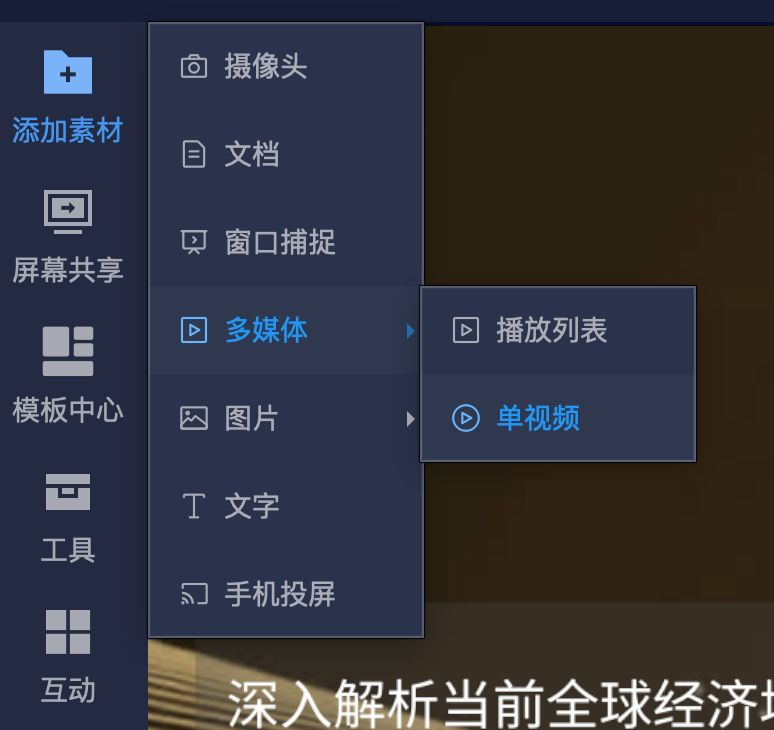 添加素材
屏幕共享
模板中心
工具
互动
摄像头
文档
窗口捕捉
多媒体
图片
文字
手机投屏
播放列表
单视频
深入解析当前全球经济